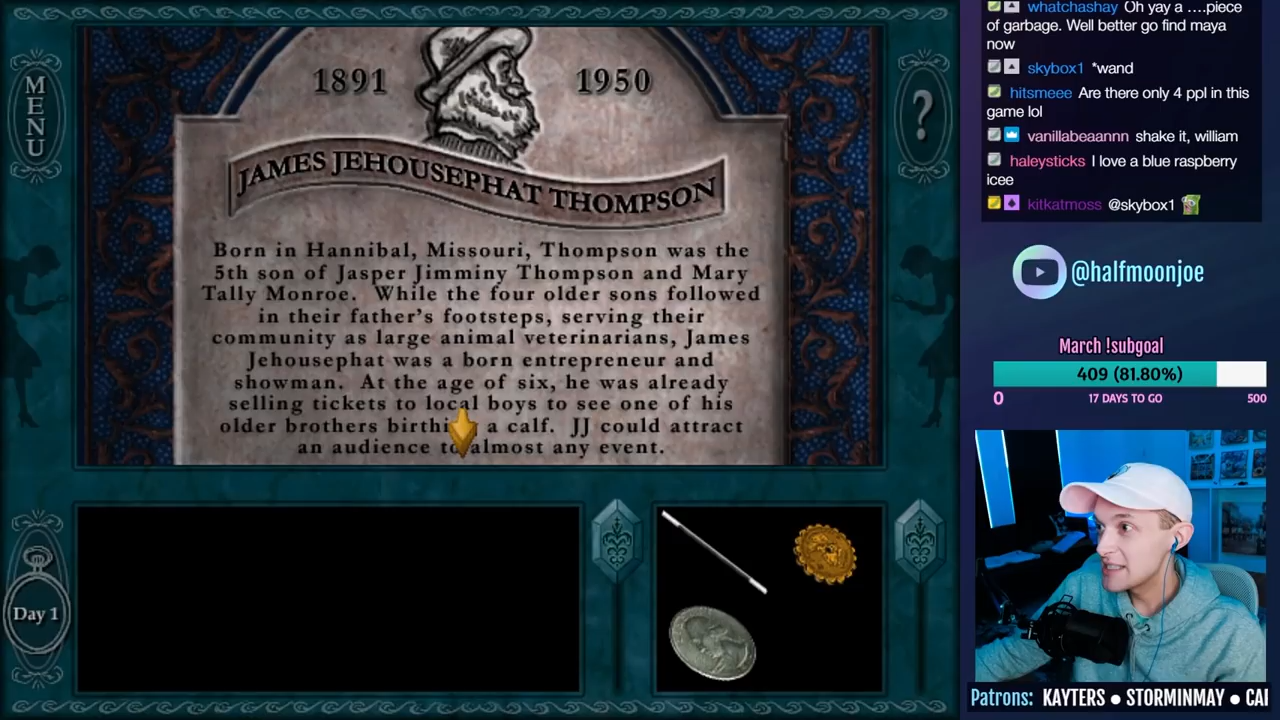 MENU
1891
1950
?
JAMES JEHOUSEPHAT THOMPSON
Born in Hannibal, Missouri, Thompson was the
5th son of Jasper Jimminy Thompson and Mary
Tally Monroe. While the four older sons followed
in their father's footsteps, serving their
community as large animal veterinarians, James
Jehousephat was a born entrepreneur and
showman. At the age of six, he was already
selling tickets to local boys to see one of his
older brothers birthi a calf. JJ could attract
an audience to almost any event.
Day 1
whatchashay Oh yay a ....piece
of garbage. Well better go find maya
now
skybox1 *wand
hitsmeee Are there only 4 ppl in this
game lol
vanillabeaannn shake it, william
haleysticks I love a blue raspberry
icee
kitkatmoss @skybox1
@halfmoonjoe
March !subgoal
409 (81.80%)
0 17 DAYS TO GO 500
Patrons: KAYTERS ● STORMINMAY ● CAI